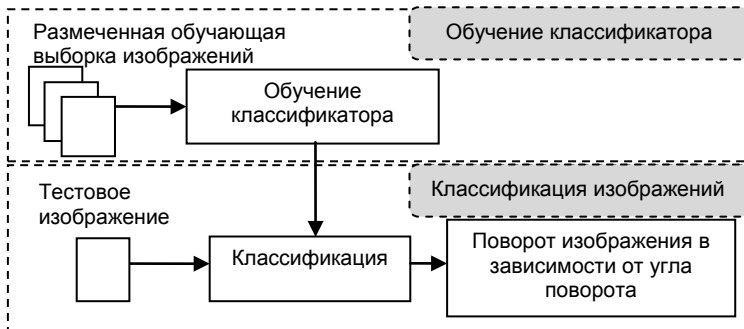 Размеченная обучающая
выборка изображений
Обучение классификатора
Обучение
классификатора
Тестовое
изображение
Классификация изображений
Классификация
Поворот изображения в
зависимости от угла
поворота